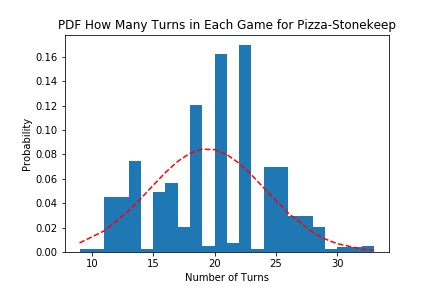 PDF How Many Turns in Each Game for Pizza-Stonekeep
0.16
0.14
0.12
0.10
0.08
0.06
0.04
0.02
0.00
Probability
10 15 20 25 30
Number of Turns